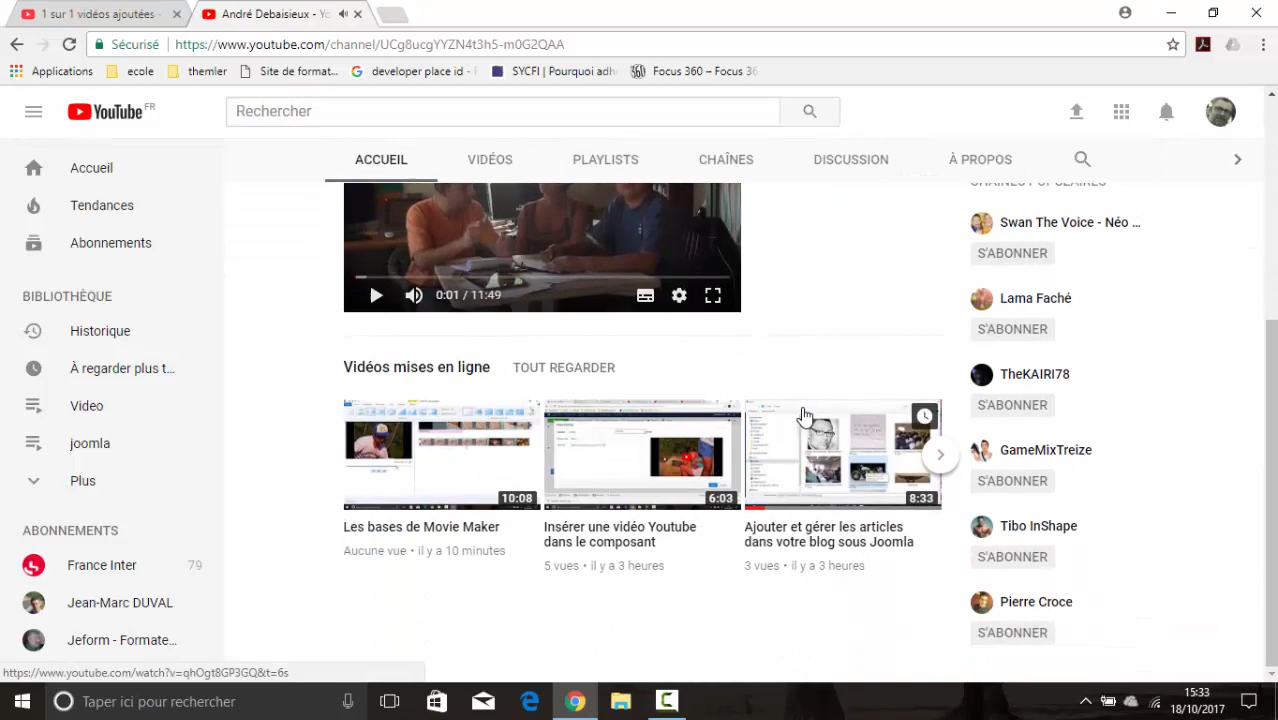 1 sur 1 vidéos ajoutées -
André Debaisieux - Yc
Sécurisé
https://www.youtube.com/channel/UCg8ucgYYZN4t3h5-m0G2QAA
Applications
ecole
themler
Site de format...
developer place id -
SYCFI | Pourquoi adh
Focus 360 – Focus 36
YouTube FR
Rechercher
ACCUEIL
VIDÉOS
PLAYLISTS
CHAÎNES
DISCUSSION
À PROPOS
Accueil
Tendances
Abonnements
BIBLIOTHÈQUE
Historique
À regarder plus t...
Video
joomla
Plus
ABONNEMENTS
France Inter 79
Jean-Marc DUVAL
Jeform - Formate...
0:01 / 11:49
Vidéos mises en ligne
TOUT REGARDER
10:08
6:03
8:33
Les bases de Movie Maker
Aucune vue • il y a 10 minutes
Insérer une vidéo Youtube
dans le composant
5 vues • il y a 3 heures
Ajouter et gérer les articles
dans votre blog sous Joomla
3 vues • il y a 3 heures
CHAÎNES POPULAIRES
Swan The Voice - Néo ...
S'ABONNER
Lama Faché
S'ABONNER
TheKAIRI78
S'ABONNER
GameMixTreize
S'ABONNER
Tibo InShape
S'ABONNER
Pierre Croce
S'ABONNER
https://www.youtube.com/watch?v=qhOgt8GP3GQ&t=6s
Taper ici pour rechercher
15:33
18/10/2017